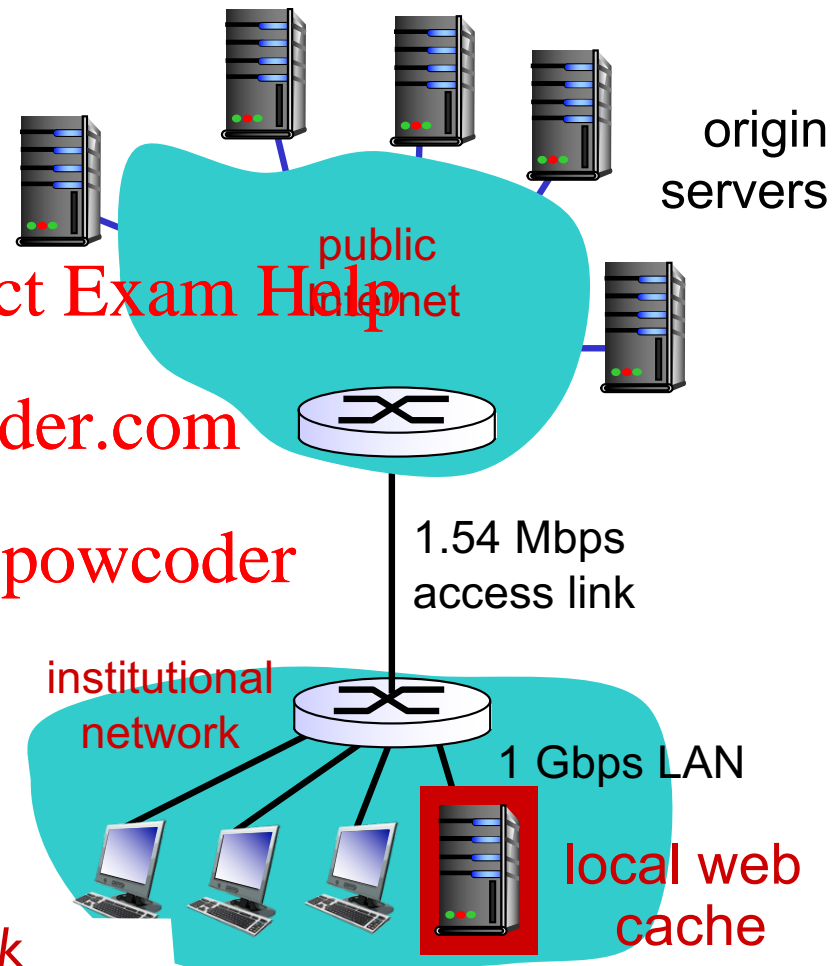 origin
servers
public
Internet
ct Exam Help
der.com
powcoder
1.54 Mbps
access link
institutional
network
1 Gbps LAN
local web
cache
k